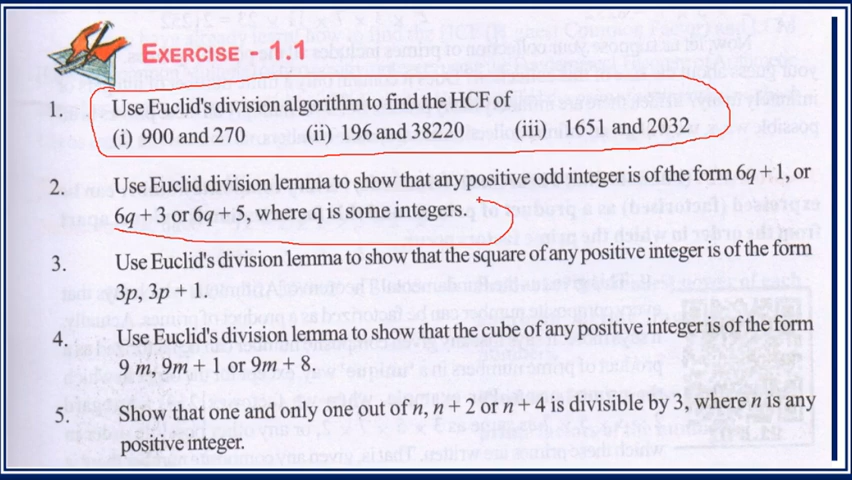 EXERCISE - 1.1
1. Use Euclid's division algorithm to find the HCF of
(i) 900 and 270 (ii) 196 and 38220 (iii) 1651 and 2032
2. Use Euclid division lemma to show that any positive odd integer is of the form 6q + 1, or
6q + 3 or 6q + 5, where q is some integers.
3. Use Euclid's division lemma to show that the square of any positive integer is of the form
3p, 3p + 1.
4. Use Euclid's division lemma to show that the cube of any positive integer is of the form
9 m, 9m + 1 or 9m + 8.
5. Show that one and only one out of n, n + 2 or n + 4 is divisible by 3, where n is any
positive integer.